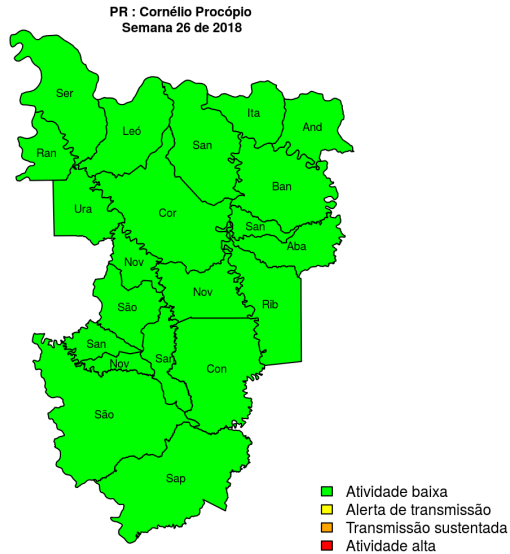 PR : Cornélio Procópio
Semana 26 de 2018
Ser
Leó
Ita
And
San
Ran
Ban
Ura
Cor
San
Aba
Nov
Nov
São
Rib
San
San
Nov
Con
São
Sap
Atividade baixa
Alerta de transmissão
Transmissão sustentada
Atividade alta